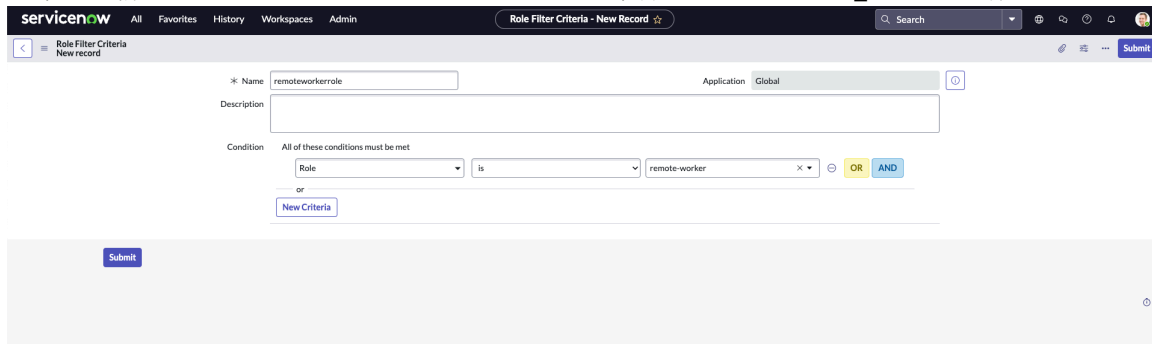 servicenow All Favorites History Workspaces Admin Role Filter Criteria - New Record Search
Role Filter Criteria
New record
Submit
* Name remoteworkerrole Application Global
Description
Condition All of these conditions must be met
Role is remote-worker OR AND
or
New Criteria
Submit